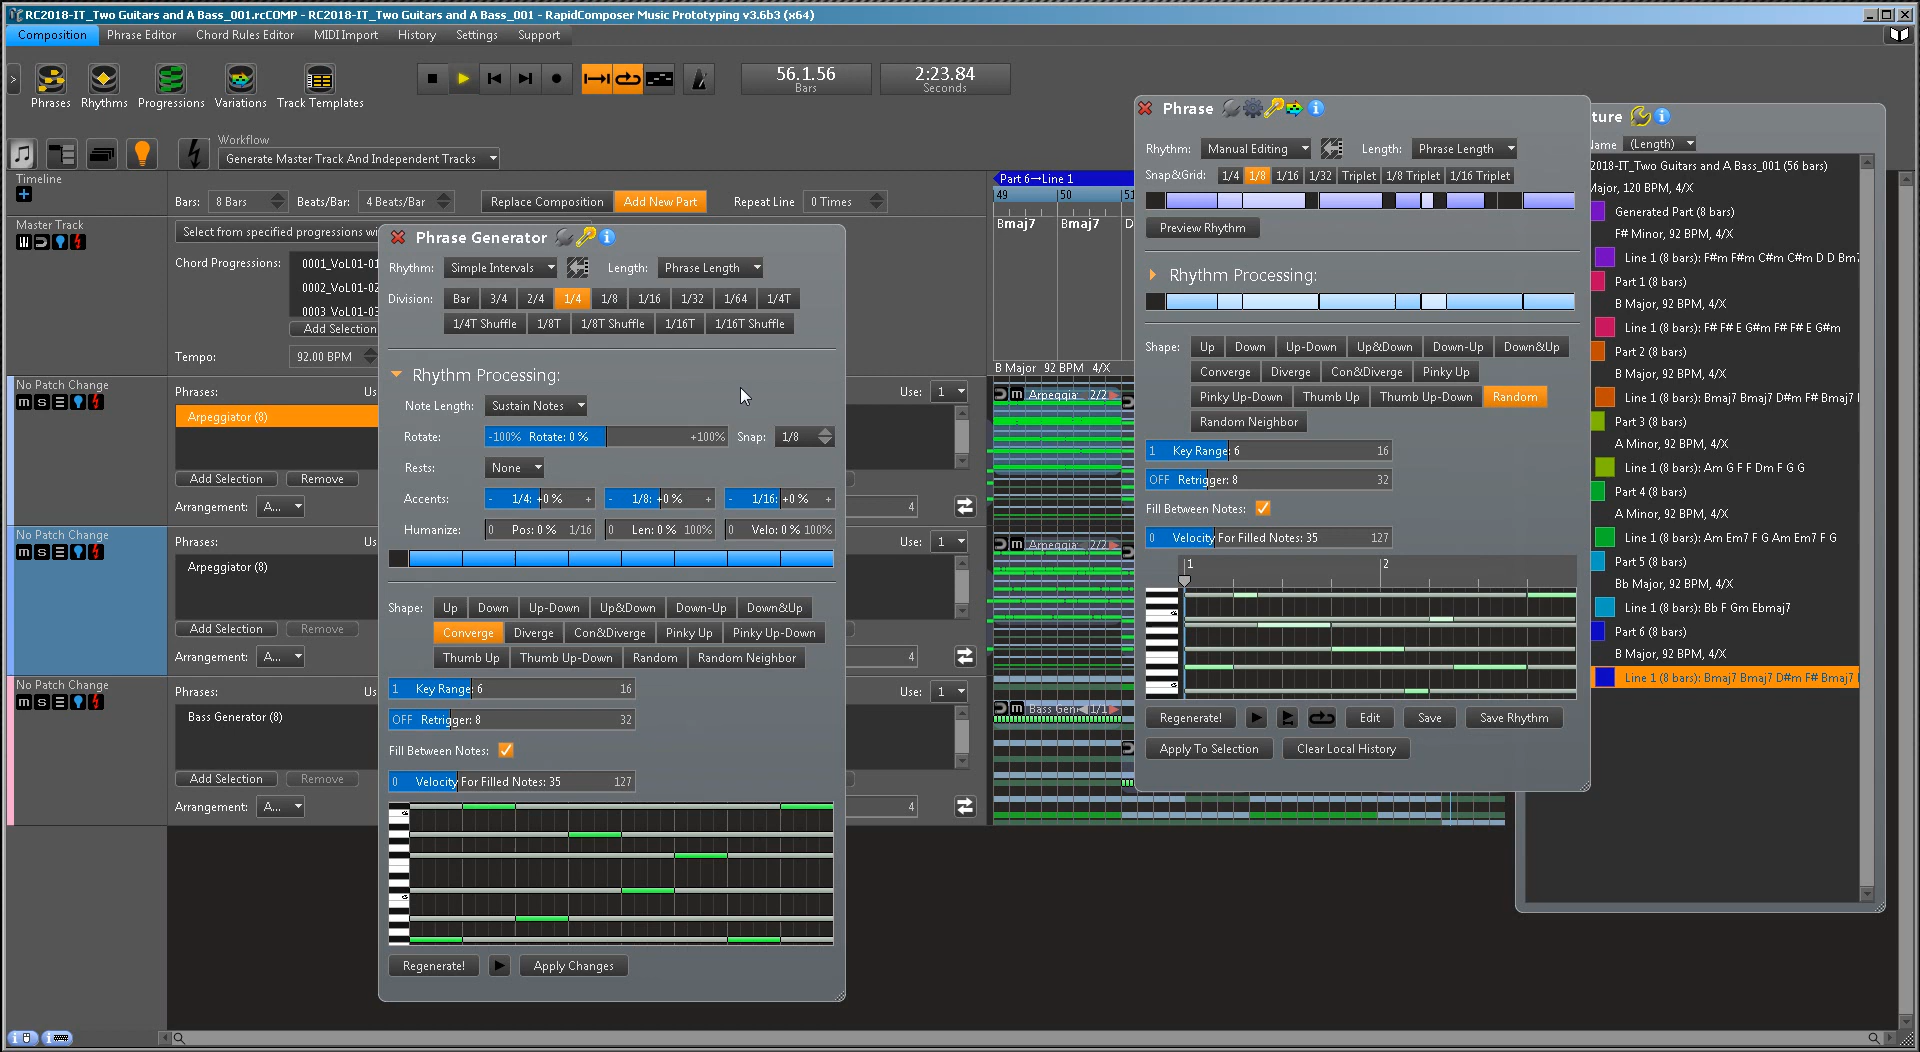 RC2018-IT_Two Guitars and A Bass_001.rcCOMP - RC2018-IT_Two Guitars and A Bass_001 - RapidComposer Music Prototyping v3.6b3 (x64)
Composition Phrase Editor Chord Rules Editor MIDI Import History Settings Support
56.1.56 2:23.84
Bars Seconds
Phrases Rhythms Progressions Variations Track Templates
Workflow
Generate Master Track And Independent Tracks
Timeline
Bars: 8 Bars Beats/Bar: 4 Beats/Bar Replace Composition Add New Part Repeat Line 0 Times
Master Track
Select from specified progressions wi
Chord Progressions: 0001_VoL01-01
0002_VoL01-02
0003 VoL01-03
Add Selection
Tempo: 92.00 BPM
No Patch Change
m S
Phrases: Us
Arpeggiator (8)
Add Selection Remove
Arrangement: A...
No Patch Change
m S
Phrases: Us
Arpeggiator (8)
Add Selection Remove
Arrangement: A...
No Patch Change
m S
Phrases: Us
Bass Generator (8)
Add Selection Remove
Arrangement: A...
Phrase Generator
Rhythm: Simple Intervals Length: Phrase Length
Division: Bar 3/4 2/4 1/4 1/8 1/16 1/32 1/64 1/4T
1/4T Shuffle 1/8T 1/8T Shuffle 1/16T 1/16T Shuffle
Rhythm Processing:
Note Length: Sustain Notes
Rotate: -100% Rotate: 0 % +100% Snap: 1/8
Rests: None
Accents: - 1/4: +0 % + - 1/8: +0 % + - 1/16: +0 % +
Humanize: 0 Pos: 0 % 1/16 0 Len: 0 % 100% 0 Velo: 0 % 100%
Shape: Up Down Up-Down Up&Down Down-Up Down&Up
Converge Diverge Con&Diverge Pinky Up Pinky Up-Down
Thumb Up Thumb Up-Down Random Random Neighbor
1 Key Range: 6 16
OFF Retrigger: 8 32
Fill Between Notes:
0 Velocity For Filled Notes: 35 127
Regenerate! Apply Changes
Use: 1
4
Use: 1
4
Use: 1
4
Part 6→Line 1
49 50 51
Bmaj7 Bmaj7 D
B Major 92 BPM 4/X
m Arpeggia: 2/2
m Arpeggia: 2/2
m Bass Gen 1/1
Phrase
Rhythm: Manual Editing Length: Phrase Length
Snap&Grid: 1/4 1/8 1/16 1/32 Triplet 1/8 Triplet 1/16 Triplet
Preview Rhythm
Rhythm Processing:
Shape: Up Down Up-Down Up&Down Down-Up Down&Up
Converge Diverge Con&Diverge Pinky Up
Pinky Up-Down Thumb Up Thumb Up-Down Random
Random Neighbor
1 Key Range: 6 16
OFF Retrigger: 8 32
Fill Between Notes:
0 Velocity For Filled Notes: 35 127
1 2
Regenerate! Edit Save Save Rhythm
Apply To Selection Clear Local History
ture
Name (Length)
2018-IT_Two Guitars and A Bass_001 (56 bars)
Major, 120 BPM, 4/X
Generated Part (8 bars)
F# Minor, 92 BPM, 4/X
Line 1 (8 bars): F#m F#m C#m C#m D D Bm7
Part 1 (8 bars)
B Major, 92 BPM, 4/X
Line 1 (8 bars): F# F# E G#m F# F# E G#m
Part 2 (8 bars)
B Major, 92 BPM, 4/X
Line 1 (8 bars): Bmaj7 Bmaj7 D#m F# Bmaj7
Part 3 (8 bars)
A Minor, 92 BPM, 4/X
Line 1 (8 bars): Am G F F Dm F G G
Part 4 (8 bars)
A Minor, 92 BPM, 4/X
Line 1 (8 bars): Am Em7 F G Am Em7 F G
Part 5 (8 bars)
Bb Major, 92 BPM, 4/X
Line 1 (8 bars): Bb F Gm Ebmaj7
Part 6 (8 bars)
B Major, 92 BPM, 4/X
Line 1 (8 bars): Bmaj7 Bmaj7 D#m F# Bmaj7